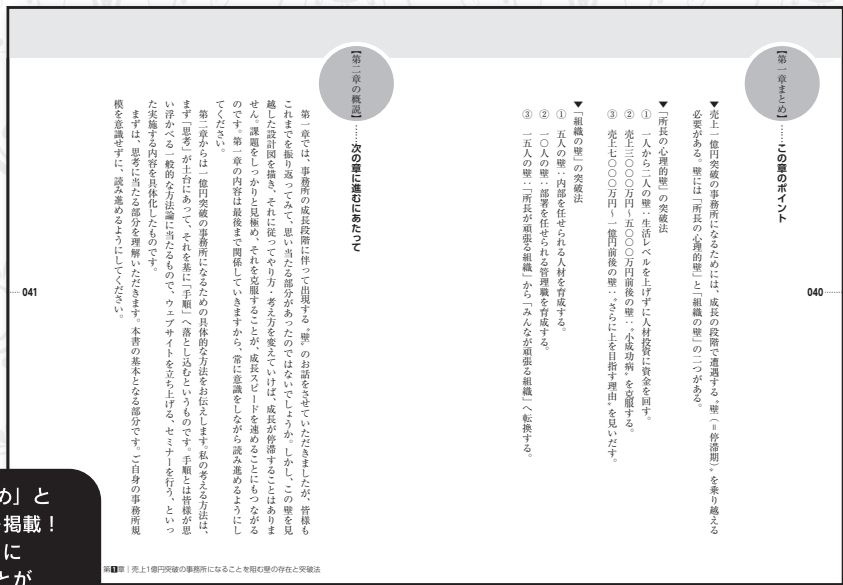 【第一章まとめ】……この章のポイント
▼売上一億円突破の事務所になるためには、成長の段階で遭遇する〝壁(=停滞期)〟を乗り越える
必要がある。壁には「所長の心理的壁」と「組織の壁」の二つがある。
▼「所長の心理的壁」の突破法
① 一人から二人の壁：生活レベルを上げずに人材投資に資金を回す。
② 売上三〇〇〇万円～五〇〇〇万円前後の壁：〝小成功病〟を克服する。
③ 売上七〇〇〇万円～一億円前後の壁：〝さらに上を目指す理由〟を見いだす。
▼「組織の壁」の突破法
① 五人の壁：内部を任せられる人材を育成する。
② 一〇人の壁：部署を任せられる管理職を育成する。
③ 一五人の壁：「所長が頑張る組織」から「みんなが頑張る組織」へ転換する。
040
【第二章の概説】……次の章に進むにあたって
第一章では、事務所の成長段階に伴って出現する〝壁〟のお話をさせていただきましたが、皆様も
これまでを振り返ってみて、思い当たる部分があったのではないでしょうか。しかし、この壁を見
越した設計図を描き、それに従ってやり方・考え方を変えていけば、成長が停滞することはありま
せん。課題をしっかりと見極め、それを克服することが、成長スピードを速めることにもつながる
のです。第一章の内容は最後まで関係していきますから、常に意識をしながら読み進めるようにし
てください。
第二章からは一億円突破の事務所になるための具体的な方法をお伝えします。私の考える方法は、
まず「思考」が土台にあって、それを基に「手順」へ落とし込むというものです。手順とは皆様が思
い浮かべる一般的な方法論に当たるもので、ウェブサイトを立ち上げる、セミナーを行う、といっ
た実施する内容を具体化したものです。
まずは、思考に当たる部分を理解いただきます。本書の基本となる部分です。ご自身の事務所規
模を意識せずに、読み進めるようにしてください。
041
第1章｜売上1億円突破の事務所になることを阻む壁の存在と突破法
め」と
掲載！
に
とが